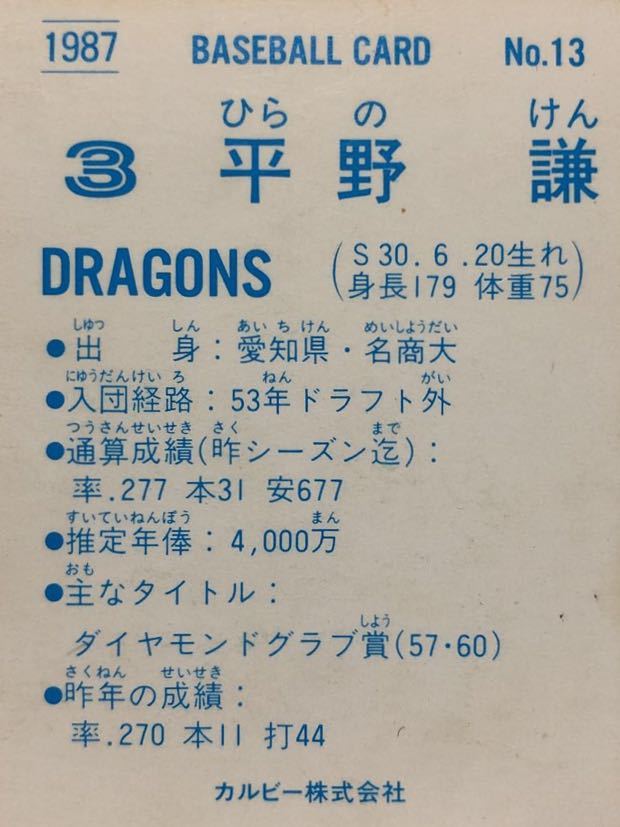 1987 BASEBALL CARD No.13
ひら の けん
3 平野 謙
DRAGONS
(S30.6.20生れ
身長179 体重75)
しゆつ しん あいちけん めいしようだい
●出 身:愛知県・名商大
にゆうだんけいろ ねん がい
●入団経路:53年ドラフト外
つうさんせいせき さく まで
●通算成績(昨シーズン迄):
率.277 本31 安677
すいていねんぽう まん
●推定年俸:4,000万
おも
●主なタイトル:
しよう
ダイヤモンドグラブ賞(57・60)
さくねん せいせき
●昨年の成績:
率.270 本11 打44
カルビー株式会社